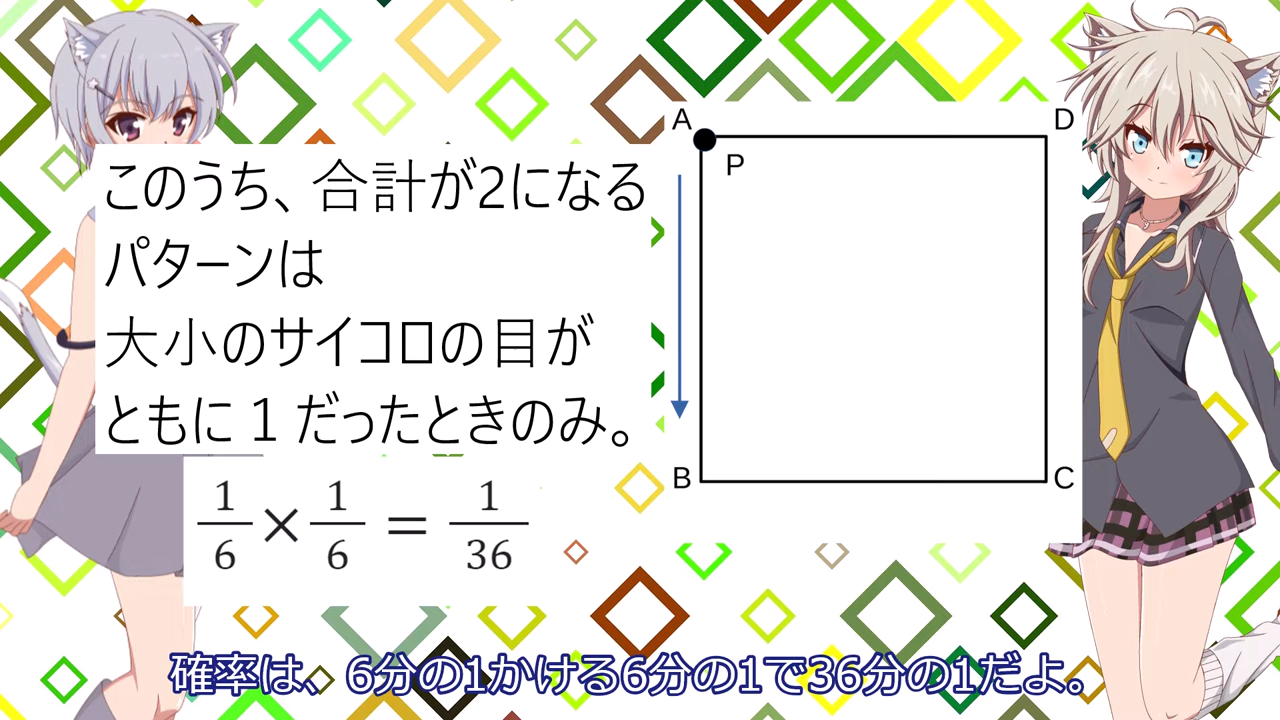 このうち、合計が2になる
パターンは
大小のサイコロの目が
ともに１だったときのみ。
1/6 × 1/6 = 1/36
A
D
P
B
C
確率は、6分の1かける6分の1で36分の1だよ。